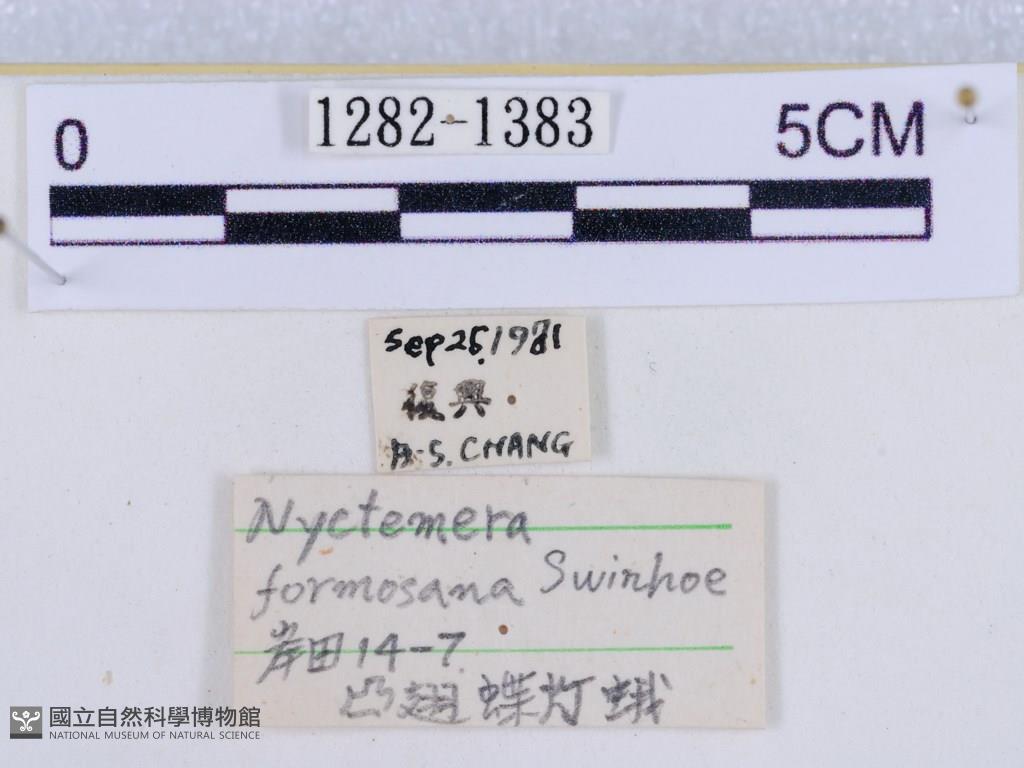 0
1282-1383
5CM
Sep 25, 1981
復興
B-S. CHANG
Nyctemera
formosana Swinhoe
岸田 14-7
凸翅蝶灯蛾
國立自然科學博物館
NATIONAL MUSEUM OF NATURAL SCIENCE